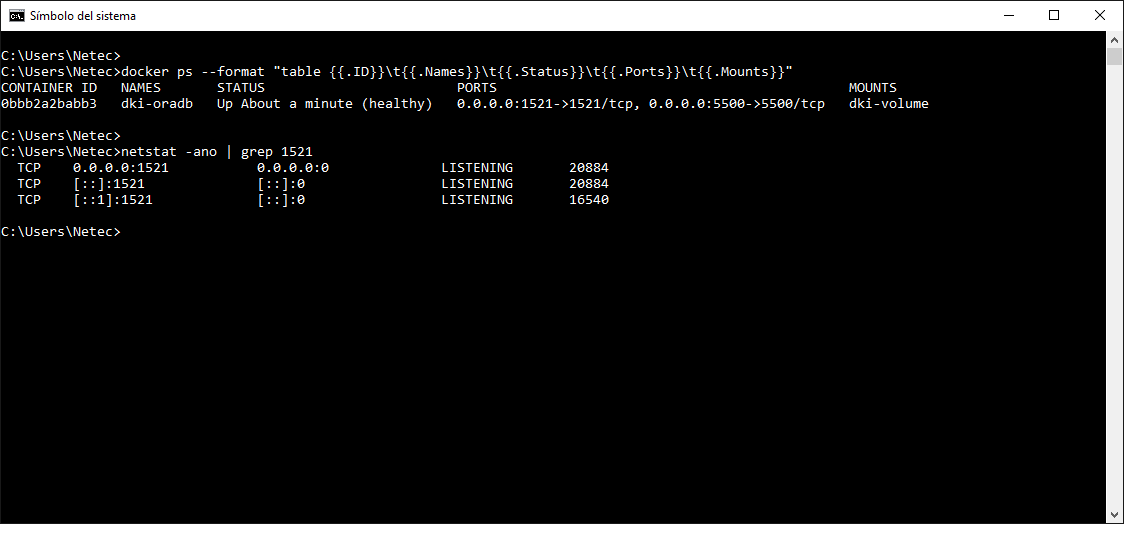 Símbolo del sistema
C:\Users\Netec>
C:\Users\Netec>docker ps --format "table {{.ID}}\t{{.Names}}\t{{.Status}}\t{{.Ports}}\t{{.Mounts}}"
CONTAINER ID   NAMES       STATUS                        PORTS                                            MOUNTS
0bbb2a2babb3   dki-oradb   Up About a minute (healthy)   0.0.0.0:1521->1521/tcp, 0.0.0.0:5500->5500/tcp   dki-volume
C:\Users\Netec>
C:\Users\Netec>netstat -ano | grep 1521
  TCP    0.0.0.0:1521           0.0.0.0:0              LISTENING       20884
  TCP    [::]:1521              [::]:0                 LISTENING       20884
  TCP    [::1]:1521             [::]:0                 LISTENING       16540
C:\Users\Netec>